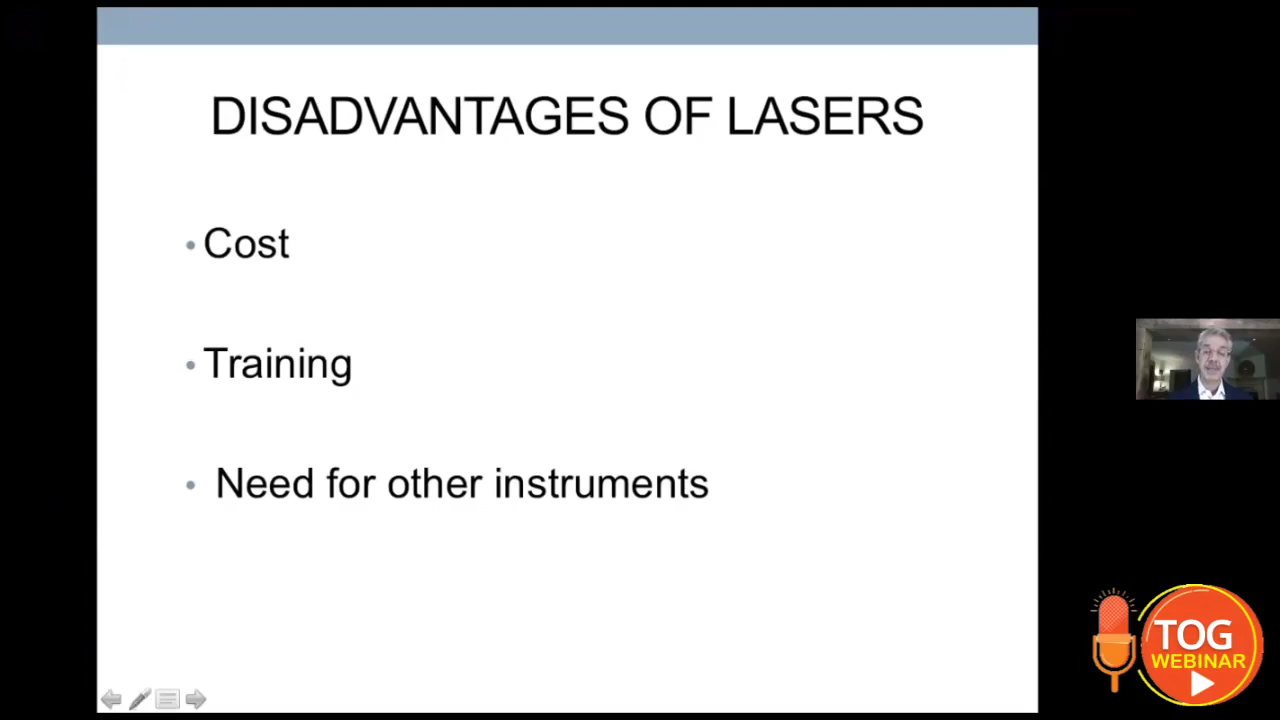 DISADVANTAGES OF LASERS
• Cost
• Training
• Need for other instruments
TOG
WEBINAR